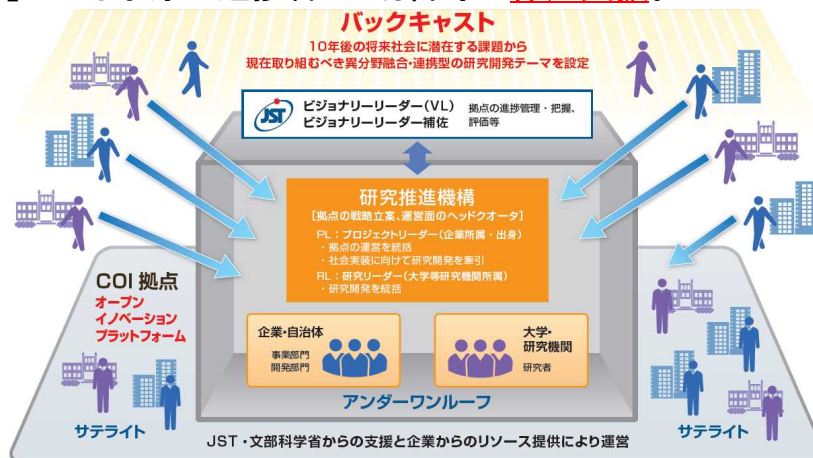 バックキャスト
10年後の将来社会に潜在する課題から
現在取り組むべき異分野融合・連携型の研究開発テーマを設定
JST
ビジョナリーリーダー(VL)
ビジョナリーリーダー補佐
拠点の進捗管理・把握、
評価等
研究推進機構
[拠点の戦略立案、運営面のヘッドクオータ]
PL:プロジェクトリーダー(企業所属・出身)
・拠点の運営を統括
・社会実装に向けて研究開発を牽引
RL:研究リーダー(大学等研究機関所属)
・研究開発を統括
COI 拠点
オープン
イノベーション
プラットフォーム
企業・自治体
事業部門
開発部門
大学・
研究機関
研究者
アンダーワンルーフ
サテライト
サテライト
JST・文部科学省からの支援と企業からのリソース提供により運営